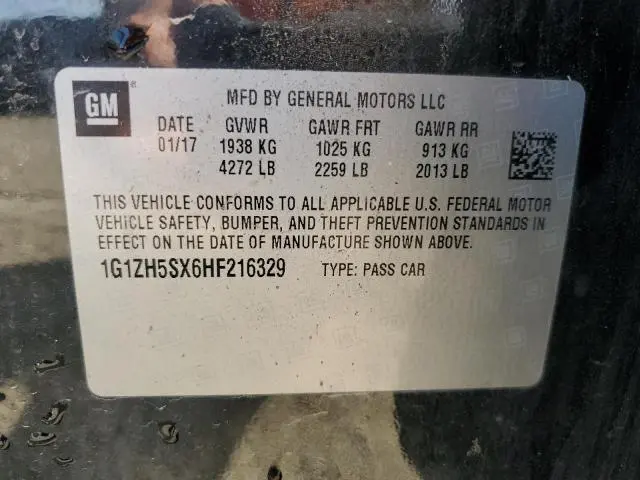 GM
MFD BY GENERAL MOTORS LLC
DATE GVWR GAWR FRT GAWR RR
01/17 1938 KG 1025 KG 913 KG
4272 LB 2259 LB 2013 LB
THIS VEHICLE CONFORMS TO ALL APPLICABLE U.S. FEDERAL MOTOR
VEHICLE SAFETY, BUMPER, AND THEFT PREVENTION STANDARDS IN
EFFECT ON THE DATE OF MANUFACTURE SHOWN ABOVE.
1G1ZH5SX6HF216329 TYPE: PASS CAR